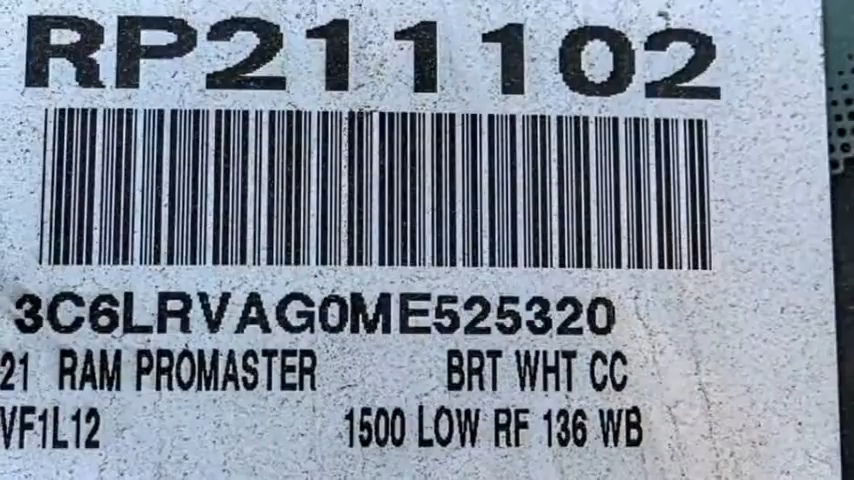 RP211102
3C6LRVAG0ME525320
21 RAM PROMASTER BRT WHT CC
VF1L12 1500 LOW RF 136 WB